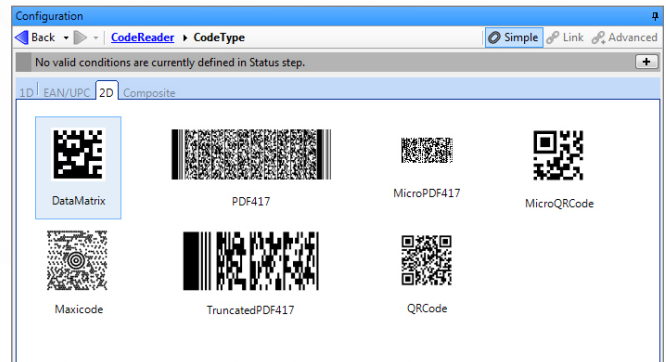 Configuration
Back CodeReader CodeType Simple Link Advanced
No valid conditions are currently defined in Status step.
1D EAN/UPC 2D Composite
DataMatrix PDF417 MicroPDF417 MicroQRCode
Maxicode TruncatedPDF417 QRCode